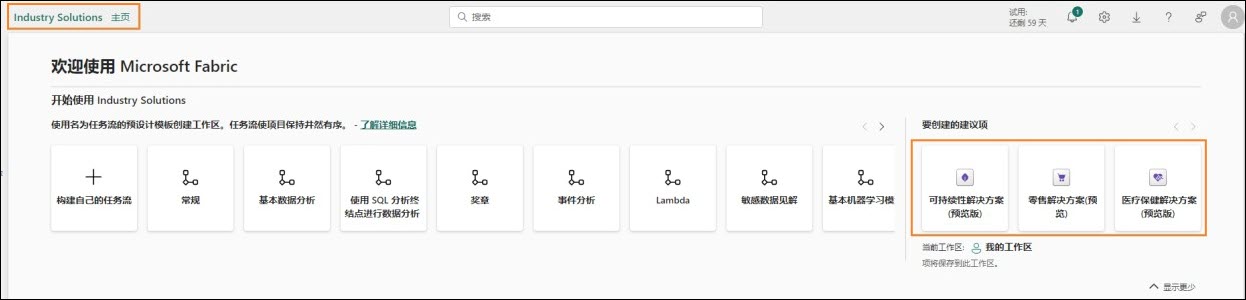 Industry Solutions 主页
搜索
试用:
还剩 59 天
1
欢迎使用 Microsoft Fabric
开始使用 Industry Solutions
使用名为任务流的预设计模板创建工作区。任务流使项目保持井然有序。 - 了解详细信息
要创建的建议项
构建自己的任务流
常规
基本数据分析
使用 SQL 分析终
结点进行数据分析
奖章
事件分析
Lambda
敏感数据见解
基本机器学习模
可持续性解决方案
(预览版)
零售解决方案(预
览)
医疗保健解决方案
(预览版)
当前工作区: 我的工作区
项将保存到此工作区。
显示更少